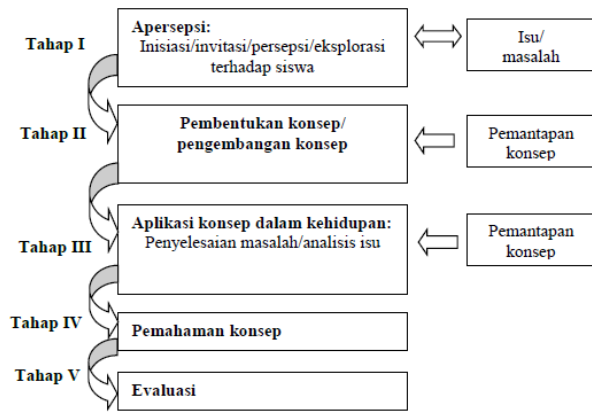 Tahap I
Apersepsi:
Inisiasi/invitasi/persepsi/eksplorasi
terhadap siswa
Isu/
masalah
Tahap II
Pembentukan konsep/
pengembangan konsep
Pemantapan
konsep
Tahap III
Aplikasi konsep dalam kehidupan:
Penyelesaian masalah/analisis isu
Pemantapan
konsep
Tahap IV
Pemahaman konsep
Tahap V
Evaluasi